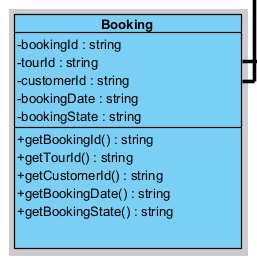 Booking
-bookingId : string
-tourId : string
-customerId : string
-bookingDate : string
-bookingState : string
+getBookingId() : string
+getTourId() : string
+getCustomerId() : string
+getBookingDate() : string
+getBookingState() : string